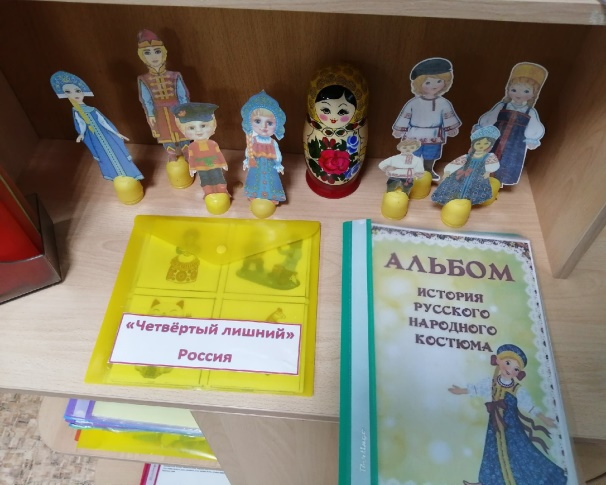 «Четвёртый лишний»
Россия
АЛЬБОМ
ИСТОРИЯ
РУССКОГО
НАРОДНОГО
КОСТЮМА